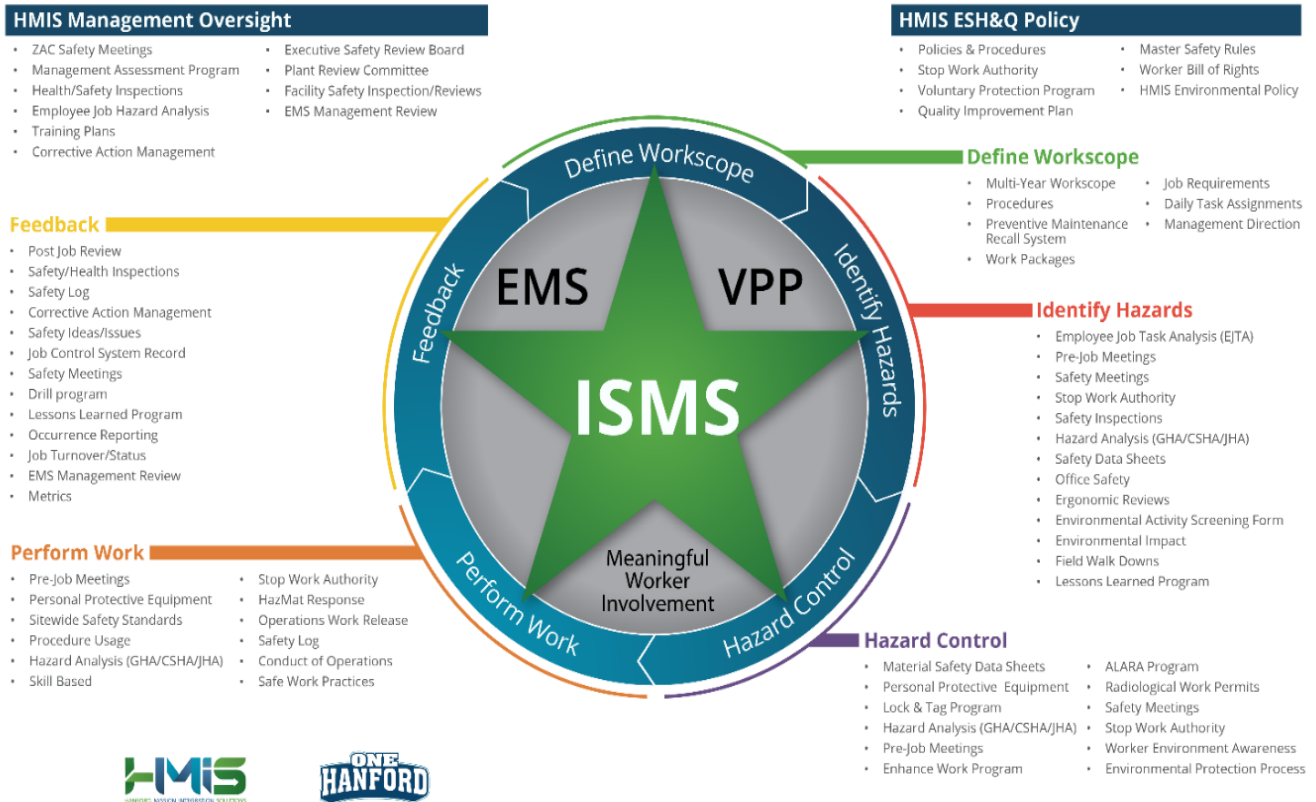 HMIS Management Oversight
• ZAC Safety Meetings
• Management Assessment Program
• Health/Safety Inspections
• Employee Job Hazard Analysis
• Training Plans
• Corrective Action Management
• Executive Safety Review Board
• Plant Review Committee
• Facility Safety Inspection/Reviews
• EMS Management Review
HMIS ESH&Q Policy
• Policies & Procedures
• Stop Work Authority
• Voluntary Protection Program
• Quality Improvement Plan
• Master Safety Rules
• Worker Bill of Rights
• HMIS Environmental Policy
Define Workscope
• Multi-Year Workscope
• Procedures
• Preventive Maintenance
Recall System
• Work Packages
• Job Requirements
• Daily Task Assignments
• Management Direction
Identify Hazards
• Employee Job Task Analysis (EJTA)
• Pre-Job Meetings
• Safety Meetings
• Stop Work Authority
• Safety Inspections
• Hazard Analysis (GHA/CSHA/JHA)
• Safety Data Sheets
• Office Safety
• Ergonomic Reviews
• Environmental Activity Screening Form
• Environmental Impact
• Field Walk Downs
• Lessons Learned Program
Hazard Control
• Material Safety Data Sheets
• Personal Protective Equipment
• Lock & Tag Program
• Hazard Analysis (GHA/CSHA/JHA)
• Pre-Job Meetings
• Enhance Work Program
• ALARA Program
• Radiological Work Permits
• Safety Meetings
• Stop Work Authority
• Worker Environment Awareness
• Environmental Protection Process
Feedback
• Post Job Review
• Safety/Health Inspections
• Safety Log
• Corrective Action Management
• Safety Ideas/Issues
• Job Control System Record
• Safety Meetings
• Drill program
• Lessons Learned Program
• Occurrence Reporting
• Job Turnover/Status
• EMS Management Review
• Metrics
Perform Work
• Pre-Job Meetings
• Personal Protective Equipment
• Sitewide Safety Standards
• Procedure Usage
• Hazard Analysis (GHA/CSHA/JHA)
• Skill Based
• Stop Work Authority
• HazMat Response
• Operations Work Release
• Safety Log
• Conduct of Operations
• Safe Work Practices
Define Workscope
Identify Hazards
Hazard Control
Perform Work
Feedback
EMS
VPP
ISMS
Meaningful
Worker
Involvement
HMIS
HANFORD MISSION INTEGRATION SOLUTIONS
ONE
HANFORD